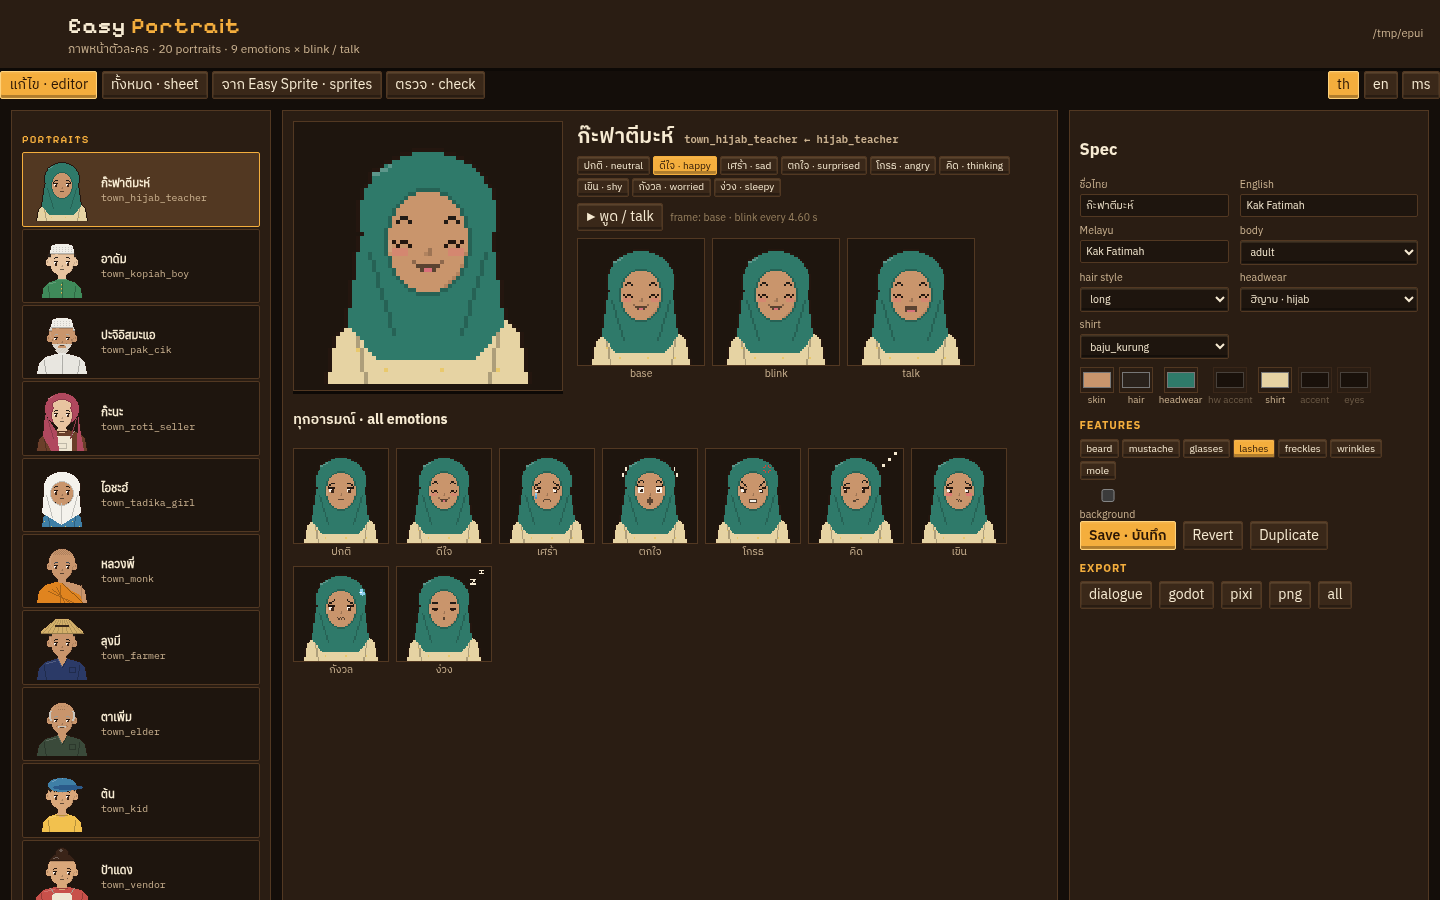 Easy Portrait
ภาพหน้าตัวละคร · 20 portraits · 9 emotions × blink / talk
/tmp/epui
แก้ไข · editor
ทั้งหมด · sheet
จาก Easy Sprite · sprites
ตรวจ · check
th
en
ms
PORTRAITS
ก๊ะฟาตีมะห์
town_hijab_teacher
อาดัม
town_kopiah_boy
ปะจิอิสมะแอ
town_pak_cik
ก๊ะนะ
town_roti_seller
ไอซะฮ์
town_tadika_girl
หลวงพี่
town_monk
ลุงมี
town_farmer
ตาเพิ่ม
town_elder
ต้น
town_kid
ป้าแดง
town_vendor
ก๊ะฟาตีมะห์ town_hijab_teacher ← hijab_teacher
ปกติ · neutral
ดีใจ · happy
เศร้า · sad
ตกใจ · surprised
โกรธ · angry
คิด · thinking
เขิน · shy
กังวล · worried
ง่วง · sleepy
▶ พูด / talk
frame: base · blink every 4.60 s
base
blink
talk
ทุกอารมณ์ · all emotions
ปกติ
ดีใจ
เศร้า
ตกใจ
โกรธ
คิด
เขิน
กังวล
ง่วง
Spec
ชื่อไทย
English
ก๊ะฟาตีมะห์
Kak Fatimah
Melayu
body
Kak Fatimah
adult
hair style
headwear
long
ฮิญาบ · hijab
shirt
baju_kurung
skin
hair
headwear
hw accent
shirt
accent
eyes
FEATURES
beard
mustache
glasses
lashes
freckles
wrinkles
mole
background
Save · บันทึก
Revert
Duplicate
EXPORT
dialogue
godot
pixi
png
all